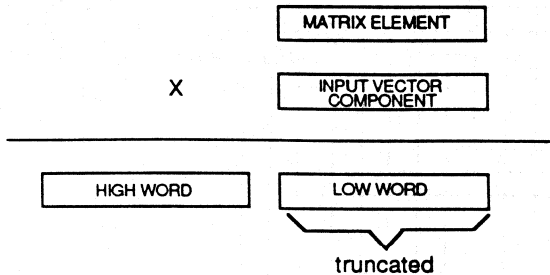 MATRIX ELEMENT
X
INPUT VECTOR
COMPONENT
HIGH WORD
LOW WORD
truncated